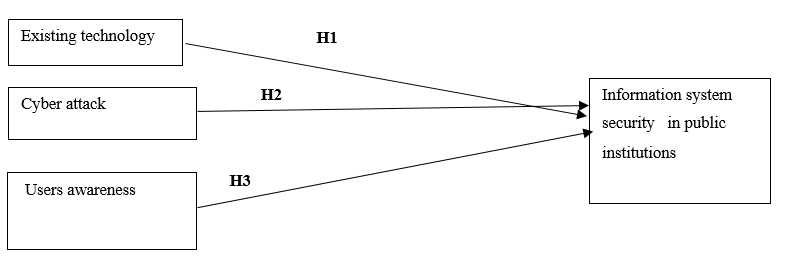 Existing technology
H1
Cyber attack
H2
Information system
security in public
institutions
Users awareness
H3